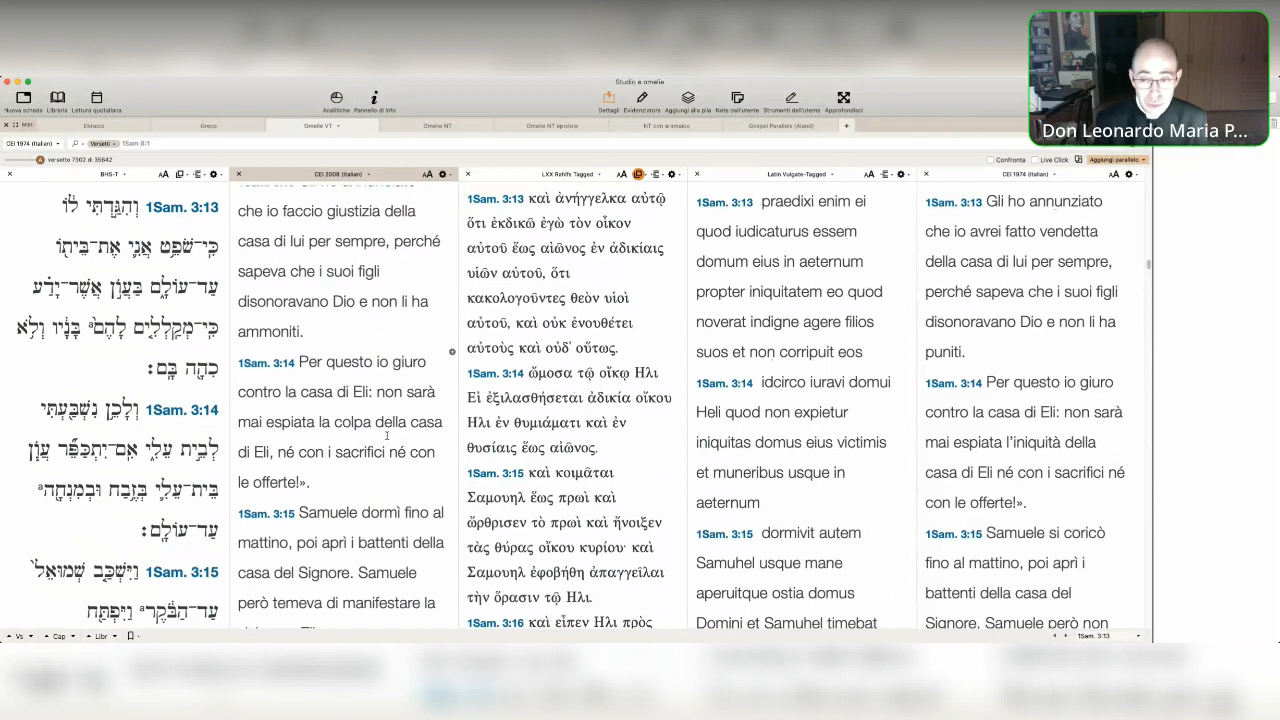 Don Leonardo Maria P...
Studio e omelie
Nuova scheda
Libreria
Lettura quotidiana
Analitiche
Pannello di info
Dettagli
Evidenziatore
Aggiungi alla pila
Note dell'utente
Strumenti dell'utente
Approfondisci
Ebraico
Greco
Omelie VT
Omelie NT
Omelie NT epistole
NT con aramaico
Gospel Parallels (Aland)
CEI 1974 (Italian)
Versetti
1Sam 8:1
versetto 7302 di 35642
Confronta
Live Click
Aggiungi parallelo
BHS-T
1Sam. 3:13 וְהִגַּ֣דְתִּי ל֔וֹ
כִּֽי־שֹׁפֵ֥ט אֲנִ֛י אֶת־בֵּית֖וֹ
עַד־עוֹלָ֑ם בַּעֲוֺ֣ן אֲשֶׁר־יָדַ֗ע
כִּֽי־מְקַֽלְלִ֤ים לָהֶם֙ᵃ בָּנָ֔יו וְלֹ֥א
כִהָ֖ה בָּֽם׃
1Sam. 3:14 וְלָכֵ֥ן נִשְׁבַּ֖עְתִּי
לְבֵ֣ית עֵלִ֑י אִֽם־יִתְכַּפֵּ֞ר עֲוֺ֧ן
בֵּית־עֵלִ֛י בְּזֶ֥בַח וּבְמִנְחָ֖הᵃ
עַד־עוֹלָֽם׃
1Sam. 3:15 וַיִּשְׁכַּ֤ב שְׁמוּאֵל֙
עַד־הַבֹּ֔קֶרᵃ וַיִּפְתַּ֖ח
CEI 2008 (Italian)
che io faccio giustizia della
casa di lui per sempre, perché
sapeva che i suoi figli
disonoravano Dio e non li ha
ammoniti.
1Sam. 3:14 Per questo io giuro
contro la casa di Eli: non sarà
mai espiata la colpa della casa
di Eli, né con i sacrifici né con
le offerte!».
1Sam. 3:15 Samuele dormì fino al
mattino, poi aprì i battenti della
casa del Signore. Samuele
però temeva di manifestare la
LXX Rahlfs Tagged
1Sam. 3:13 καὶ ἀνήγγελκα αὐτῷ
ὅτι ἐκδικῶ ἐγὼ τὸν οἶκον
αὐτοῦ ἕως αἰῶνος ἐν ἀδικίαις
υἱῶν αὐτοῦ, ὅτι
κακολογοῦντες θεὸν υἱοὶ
αὐτοῦ, καὶ οὐκ ἐνουθέτει
αὐτοὺς καὶ οὐδ᾽ οὕτως.
1Sam. 3:14 ὤμοσα τῷ οἴκῳ Ηλι
Εἰ ἐξιλασθήσεται ἀδικία οἴκου
Ηλι ἐν θυμιάματι καὶ ἐν
θυσίαις ἕως αἰῶνος.
1Sam. 3:15 καὶ κοιμᾶται
Σαμουηλ ἕως πρωὶ καὶ
ὤρθρισεν τὸ πρωὶ καὶ ἤνοιξεν
τὰς θύρας οἴκου κυρίου· καὶ
Σαμουηλ ἐφοβήθη ἀπαγγεῖλαι
τὴν ὅρασιν τῷ Ηλι.
1Sam. 3:16 καὶ εἶπεν Ηλι πρὸς
Latin Vulgate-Tagged
1Sam. 3:13 praedixi enim ei
quod iudicaturus essem
domum eius in aeternum
propter iniquitatem eo quod
noverat indigne agere filios
suos et non corripuit eos
1Sam. 3:14 idcirco iuravi domui
Heli quod non expietur
iniquitas domus eius victimis
et muneribus usque in
aeternum
1Sam. 3:15 dormivit autem
Samuhel usque mane
aperuitque ostia domus
Domini et Samuhel timebat
CEI 1974 (Italian)
1Sam. 3:13 Gli ho annunziato
che io avrei fatto vendetta
della casa di lui per sempre,
perché sapeva che i suoi figli
disonoravano Dio e non li ha
puniti.
1Sam. 3:14 Per questo io giuro
contro la casa di Eli: non sarà
mai espiata l'iniquità della
casa di Eli né con i sacrifici né
con le offerte!».
1Sam. 3:15 Samuele si coricò
fino al mattino, poi aprì i
battenti della casa del
Signore. Samuele però non
Vs
Cap
Libr
1Sam. 3:13